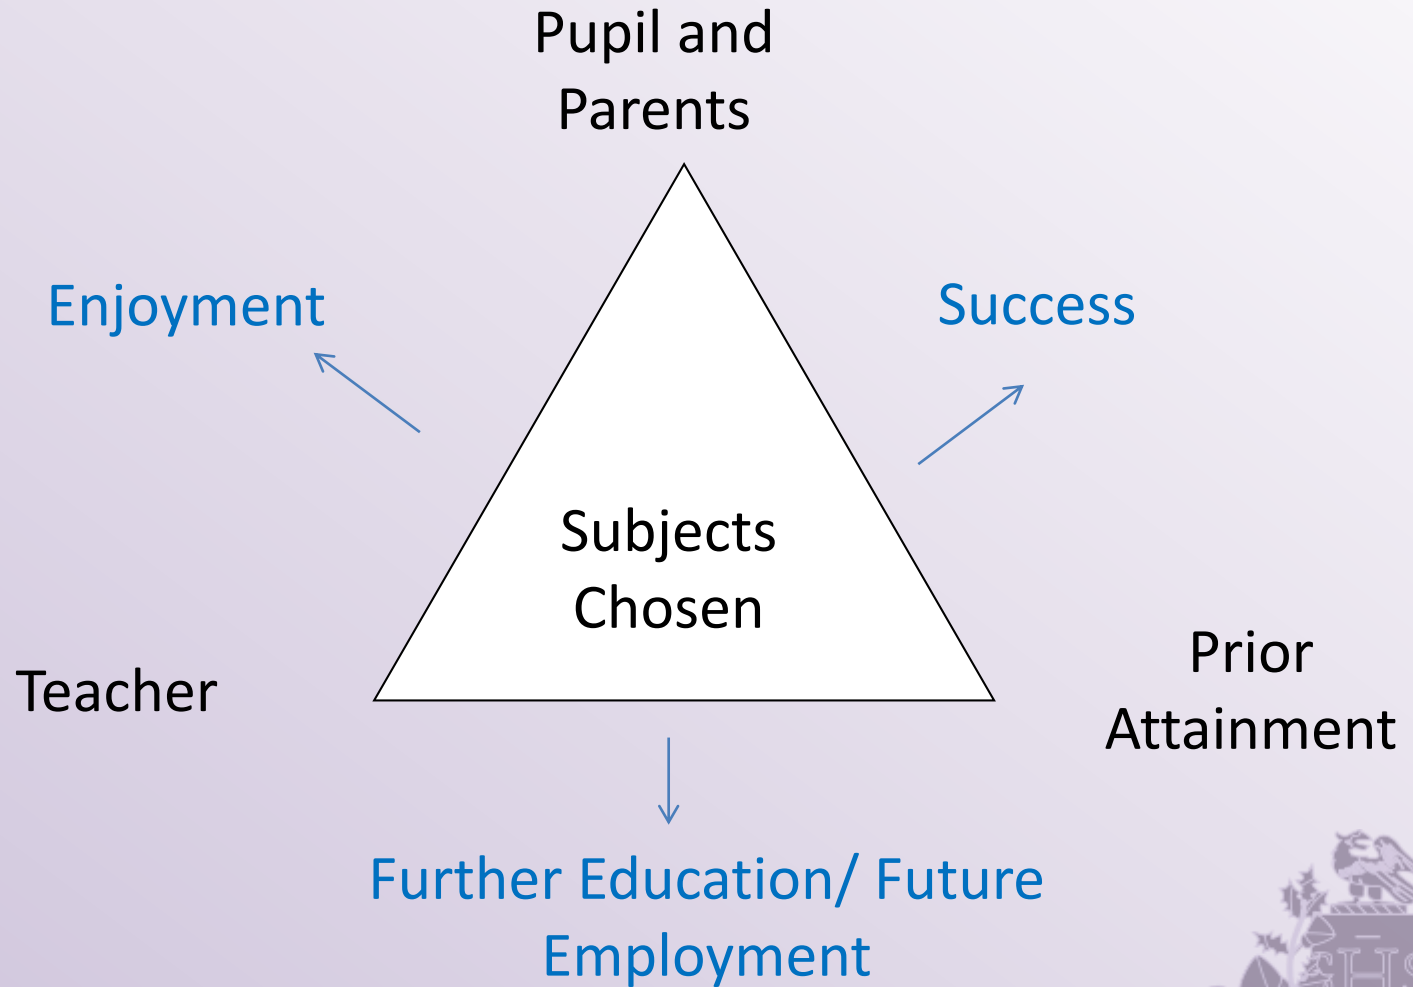 Pupil and
Parents
Enjoyment
Success
Subjects
Chosen
Teacher
Prior
Attainment
Further Education/ Future
Employment